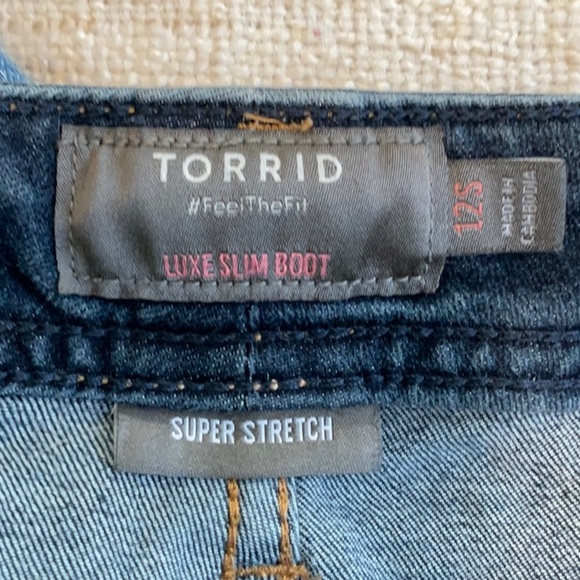 TORRID
#FeelTheFit
LUXE SLIM BOOT
12S
MADE IN
CAMBODIA
SUPER STRETCH